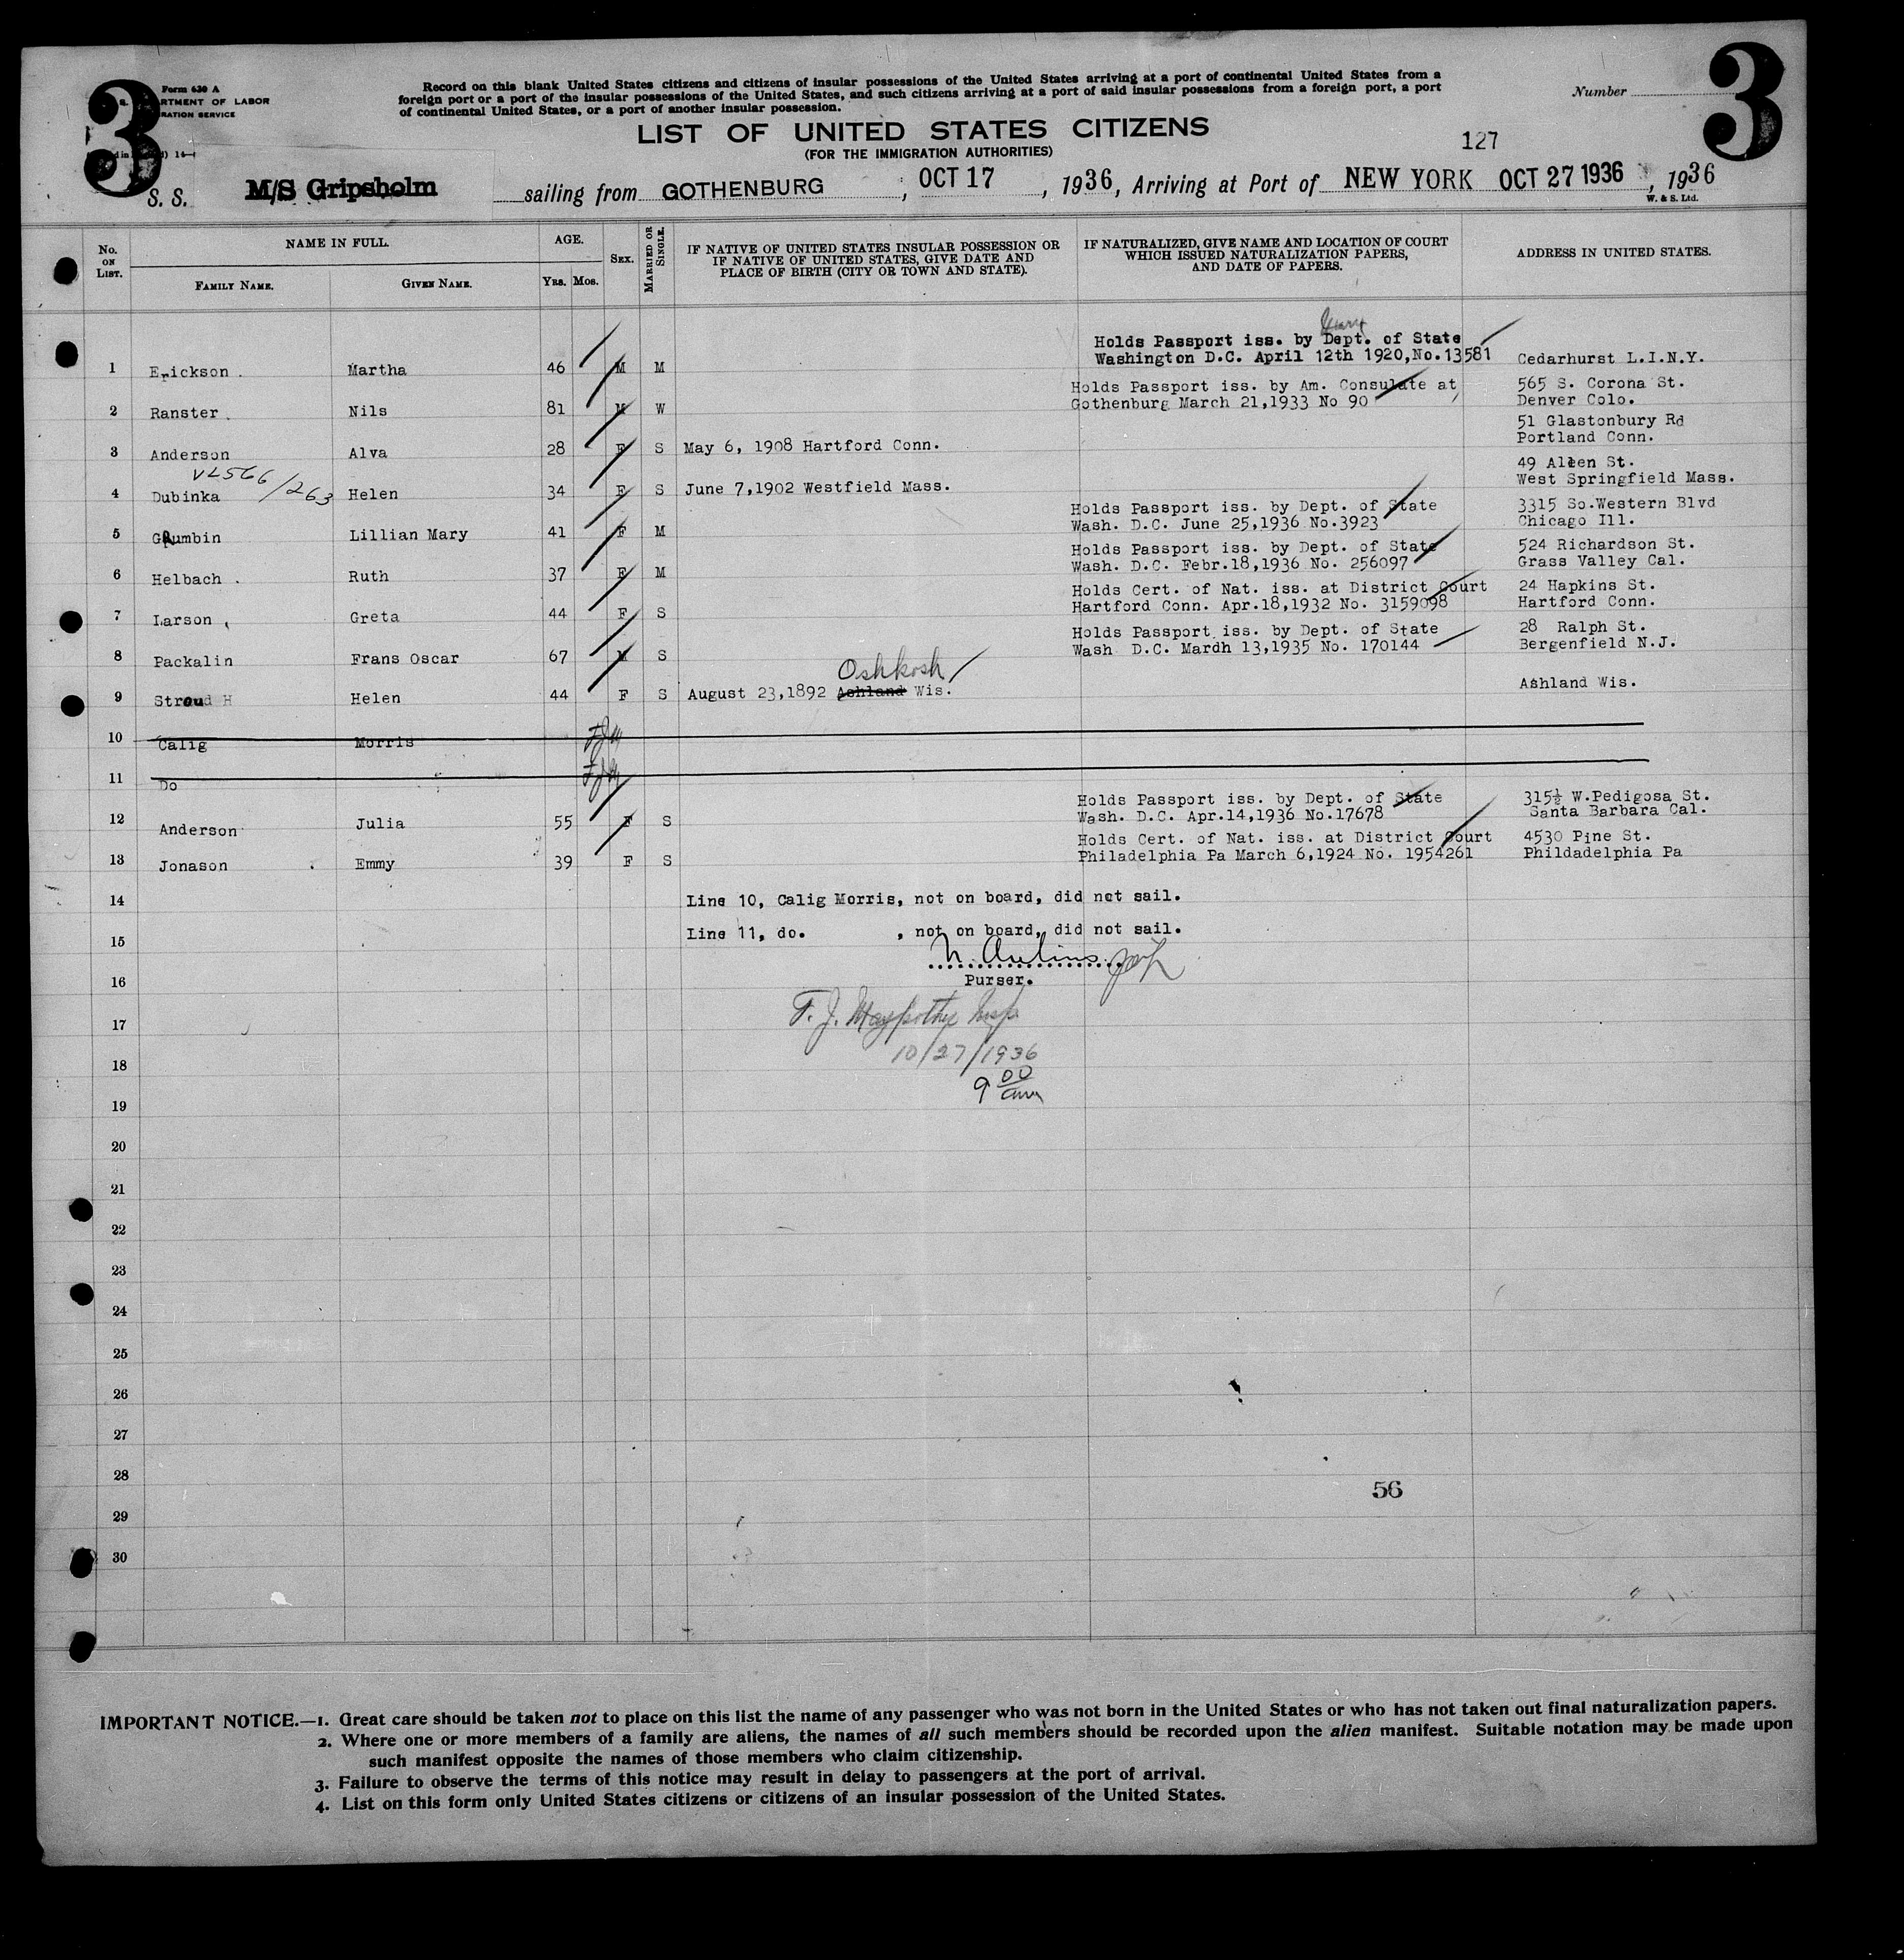 3
3
Form 630 A
RTMENT OF LABOR
RATION SERVICE
Record on this blank United States citizens and citizens of insular possessions of the United States arriving at a port of continental United States from a
foreign port or a port of the insular possessions of the United States, and such citizens arriving at a port of said insular possessions from a foreign port, a port
of continental United States, or a port of another insular possession.
Number
LIST OF UNITED STATES CITIZENS
(FOR THE IMMIGRATION AUTHORITIES)
127
S. S. M/S Gripsholm sailing from GOTHENBURG, OCT 17, 1936, Arriving at Port of NEW YORK OCT 27 1936, 1936
W. & S. Ltd.
No. ON LIST. NAME IN FULL. FAMILY NAME. GIVEN NAME. AGE. YRS. MOS. SEX. MARRIED OR SINGLE.
IF NATIVE OF UNITED STATES INSULAR POSSESSION OR
IF NATIVE OF UNITED STATES, GIVE DATE AND
PLACE OF BIRTH (CITY OR TOWN AND STATE).
IF NATURALIZED, GIVE NAME AND LOCATION OF COURT
WHICH ISSUED NATURALIZATION PAPERS,
AND DATE OF PAPERS.
ADDRESS IN UNITED STATES.
Holds Passport iss. by Dept. of State
1 Erickson Martha 46 M M Washington D.C. April 12th 1920, No.13581 Cedarhurst L.I.N.Y.
Holds Passport iss. by Am. Consulate at 565 S. Corona St.
2 Ranster Nils 81 M W Gothenburg March 21,1933 No 90 Denver Colo.
51 Glastonbury Rd
3 Anderson Alva 28 F S May 6, 1908 Hartford Conn. Portland Conn.
VL566/263
49 Allen St.
4 Dubinka Helen 34 F S June 7,1902 Westfield Mass. West Springfield Mass.
Holds Passport iss. by Dept. of State 3315 So.Western Blvd
5 Grumbin Lillian Mary 41 F M Wash. D.C. June 25,1936 No.3923 Chicago Ill.
Holds Passport iss. by Dept. of State 524 Richardson St.
6 Helbach Ruth 37 F M Wash. D.C. Febr.18,1936 No. 256097 Grass Valley Cal.
Holds Cert. of Nat. iss. at District Court 24 Hapkins St.
7 Larson Greta 44 F S Hartford Conn. Apr.18,1932 No. 3159098 Hartford Conn.
Holds Passport iss. by Dept. of State 28 Ralph St.
8 Packalin Frans Oscar 67 M S Wash D.C. Mardh 13,1935 No. 170144 Bergenfield N.J.
Oshkosh
9 Stroud H Helen 44 F S August 23,1892 Ashland Wis. Ashland Wis.
10 Calig Morris
11 Do
Holds Passport iss. by Dept. of State 315½ W.Pedigosa St.
12 Anderson Julia 55 F S Wash. D.C. Apr.14,1936 No.17678 Santa Barbara Cal.
Holds Cert. of Nat. iss. at District Court 4530 Pine St.
13 Jonason Emmy 39 F S Philadelphia Pa March 6,1924 No. 1954261 Phildadelphia Pa
14 Line 10, Calig Morris, not on board, did not sail.
15 Line 11, do. , not on board, did not sail.
16 Purser.
17 T. J.
18 10/27/1936
19 9 00 am
20
21
22
23
24
25
26
27
28
56
29
30
IMPORTANT NOTICE.—1. Great care should be taken not to place on this list the name of any passenger who was not born in the United States or who has not taken out final naturalization papers.
2. Where one or more members of a family are aliens, the names of all such members should be recorded upon the alien manifest. Suitable notation may be made upon
such manifest opposite the names of those members who claim citizenship.
3. Failure to observe the terms of this notice may result in delay to passengers at the port of arrival.
4. List on this form only United States citizens or citizens of an insular possession of the United States.